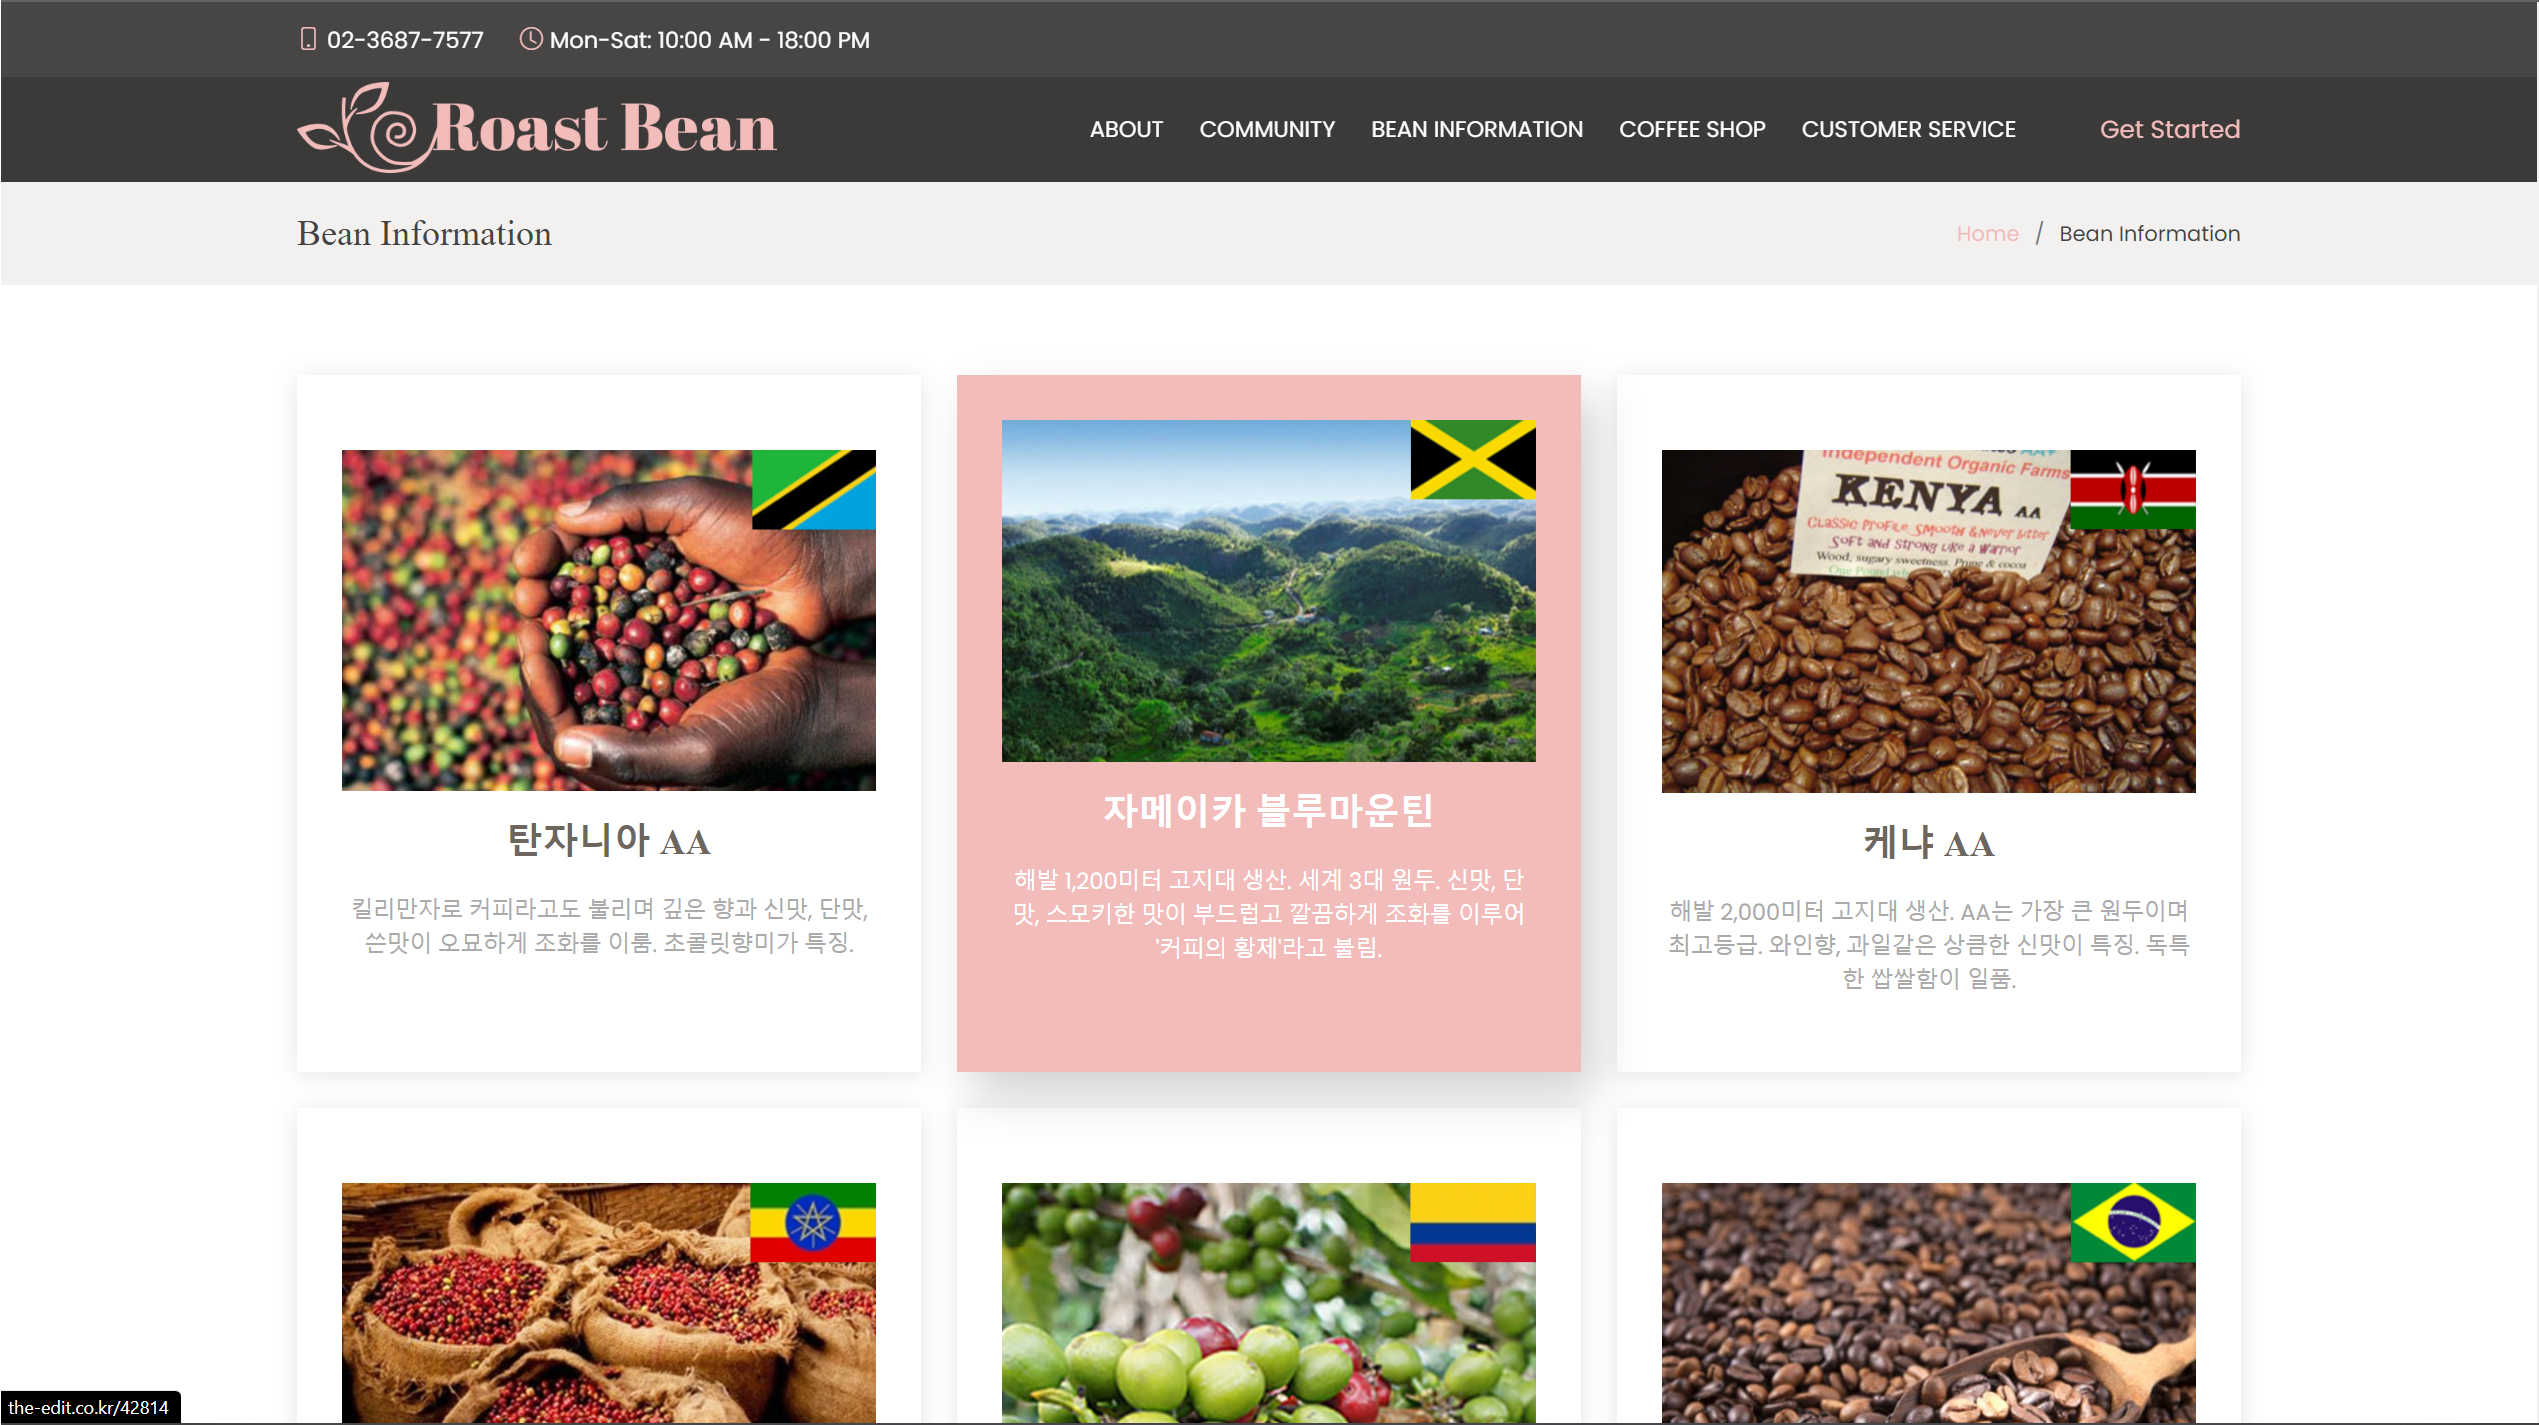 02-3687-7577 Mon-Sat: 10:00 AM - 18:00 PM
Roast Bean
ABOUT COMMUNITY BEAN INFORMATION COFFEE SHOP CUSTOMER SERVICE Get Started
Bean Information
Home / Bean Information
탄자니아 AA
킬리만자로 커피라고도 불리며 깊은 향과 신맛, 단맛,
쓴맛이 오묘하게 조화를 이룸. 초콜릿향미가 특징.
자메이카 블루마운틴
해발 1,200미터 고지대 생산. 세계 3대 원두. 신맛, 단
맛, 스모키한 맛이 부드럽고 깔끔하게 조화를 이루어
'커피의 황제'라고 불림.
Independent Organic Farms
KENYA AA
Classic Profile Smooth & Never bitter
Soft and Strong Like a Warrior
Wood, sugary sweetness. Prune & cocoa
One Pound
케냐 AA
해발 2,000미터 고지대 생산. AA는 가장 큰 원두이며
최고등급. 와인향, 과일같은 상큼한 신맛이 특징. 독특
한 쌉쌀함이 일품.
the-edit.co.kr/42814